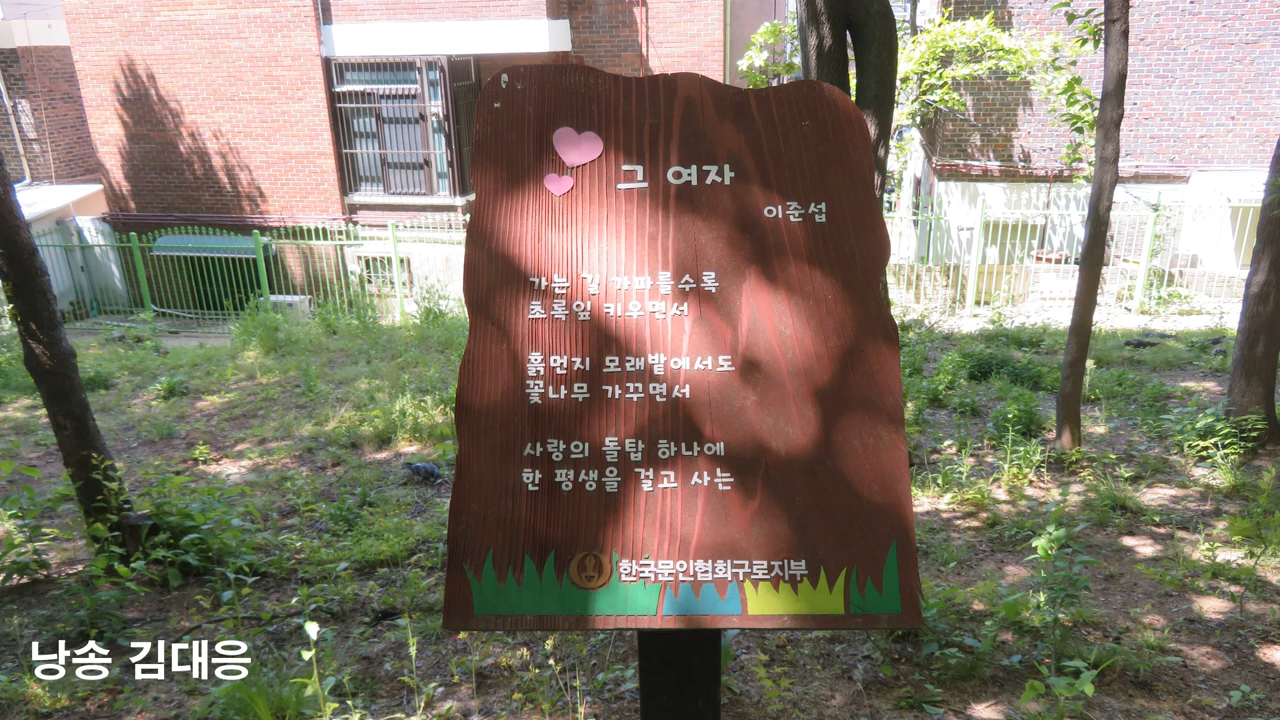 그 여자
이준섭
가는 길 가파를수록
초록잎 키우면서
흙먼지 모래밭에서도
꽃나무 가꾸면서
사랑의 돌탑 하나에
한 평생을 걸고 사는
한국문인협회구로지부
낭송 김대응